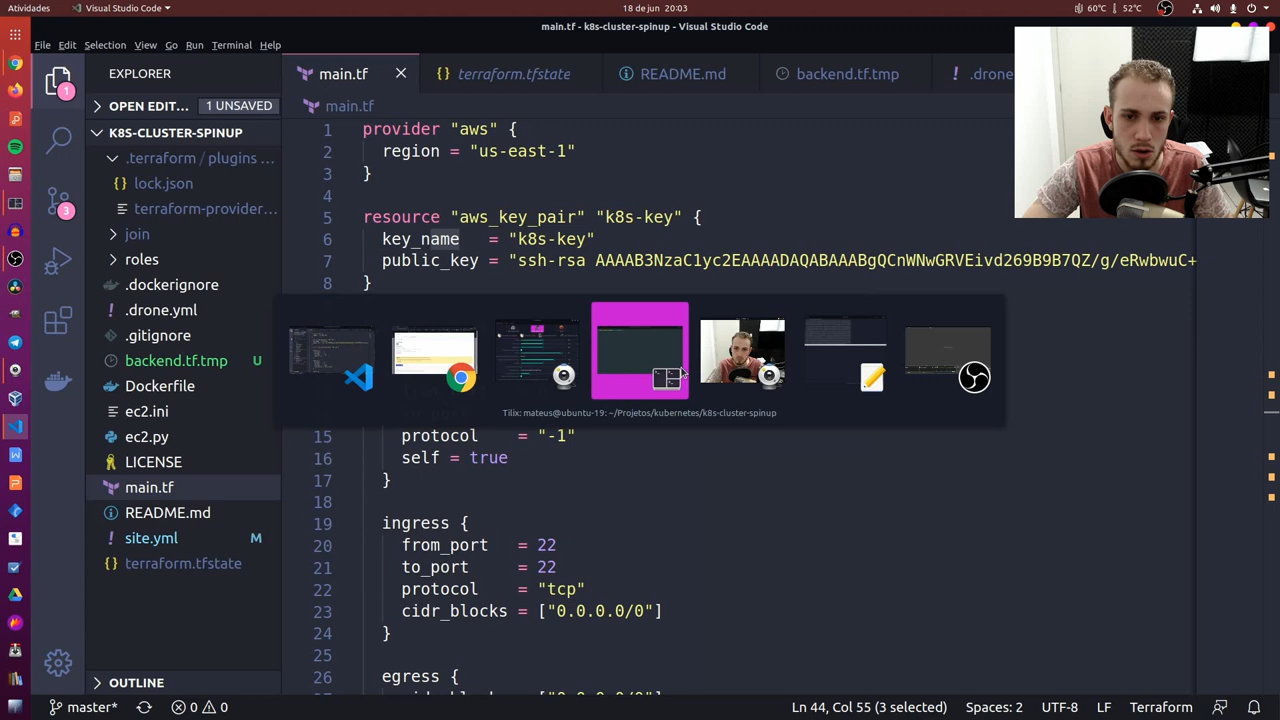 Atividades
Visual Studio Code
18 de jun 20:03
60°C
52°C
main.tf - k8s-cluster-spinup - Visual Studio Code
File Edit Selection View Go Run Terminal Help
EXPLORER
OPEN EDIT... 1 UNSAVED
K8S-CLUSTER-SPINUP
.terraform / plugins ...
lock.json
terraform-provider...
join
roles
.dockerignore
.drone.yml
.gitignore
backend.tf.tmp U
Dockerfile
ec2.ini
ec2.py
LICENSE
main.tf
README.md
site.yml M
terraform.tfstate
OUTLINE
1
3
main.tf
terraform.tfstate
README.md
backend.tf.tmp
.drone
main.tf
1 provider "aws" {
2 region = "us-east-1"
3 }
4
5 resource "aws_key_pair" "k8s-key" {
6 key_name = "k8s-key"
7 public_key = "ssh-rsa AAAAB3NzaC1yc2EAAAADAQABAAABgQCnWNwGRVEivd269B9B7QZ/g/eRwbwuC+
8 }
Tilix: mateus@ubuntu-19: ~/Projetos/kubernetes/k8s-cluster-spinup
15 protocol = "-1"
16 self = true
17 }
18
19 ingress {
20 from_port = 22
21 to_port = 22
22 protocol = "tcp"
23 cidr_blocks = ["0.0.0.0/0"]
24 }
25
26 egress {
master*
0 0
Ln 44, Col 55 (3 selected)
Spaces: 2
UTF-8
LF
Terraform